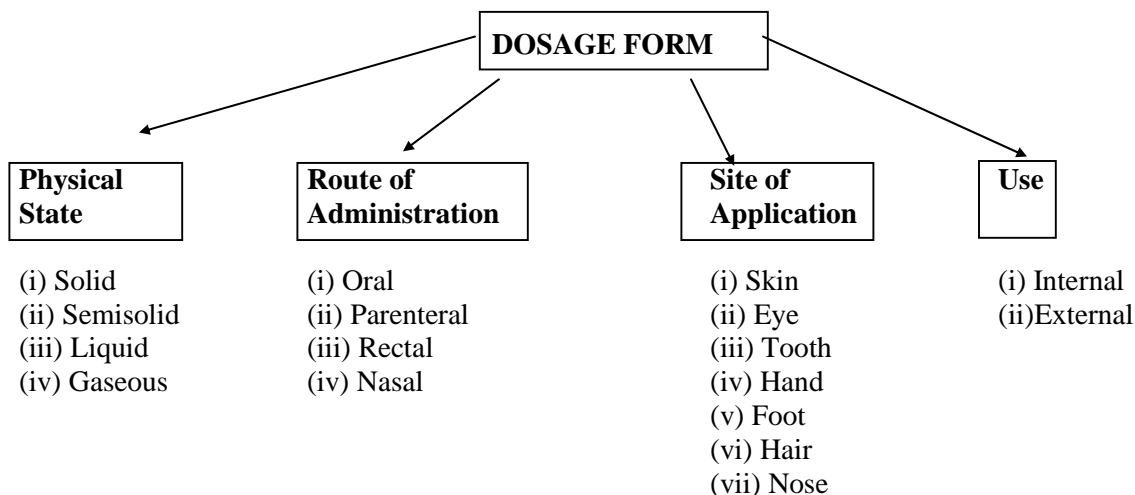 DOSAGE FORM
Physical
State
(i) Solid
(ii) Semisolid
(iii) Liquid
(iv) Gaseous
Route of
Administration
(i) Oral
(ii) Parenteral
(iii) Rectal
(iv) Nasal
Site of
Application
(i) Skin
(ii) Eye
(iii) Tooth
(iv) Hand
(v) Foot
(vi) Hair
(vii) Nose
Use
(i) Internal
(ii)External